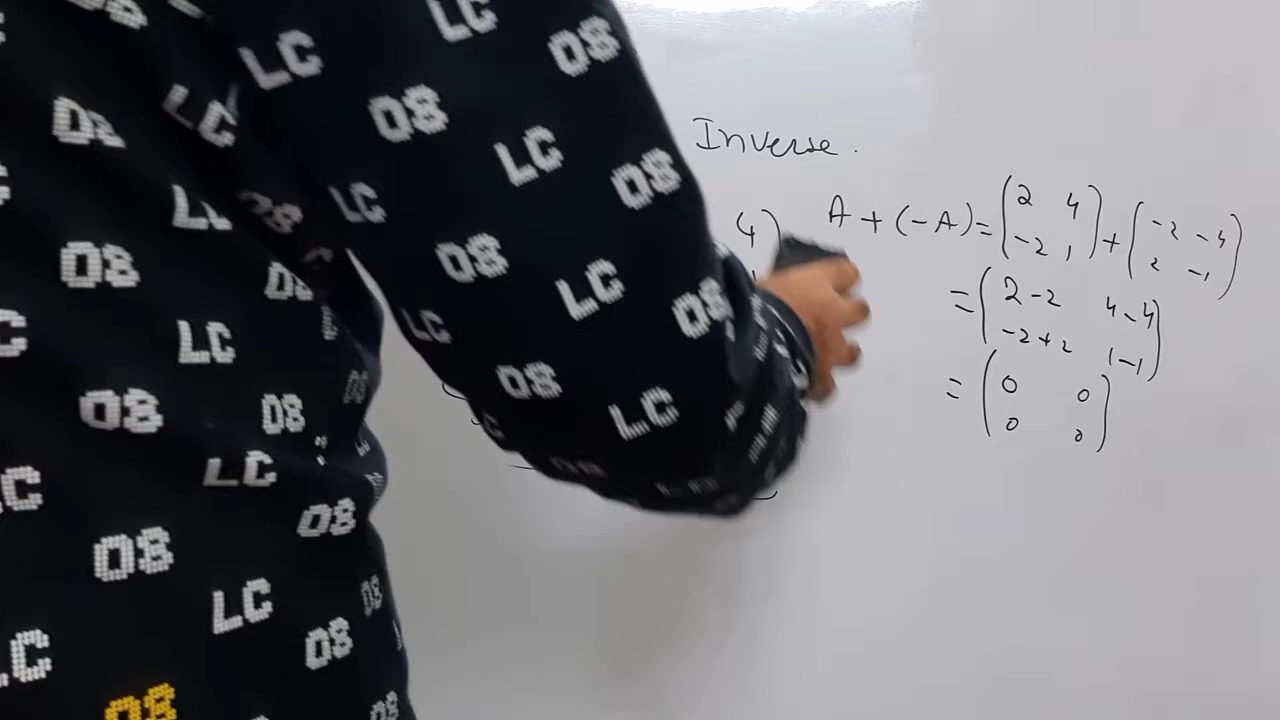 Inverse.
4) A + (-A) = (2 4 -2 1) + (-2 -4 2 -1)
= (2-2 4-4 -2+2 1-1)
= (0 0 0 0)
LC
08